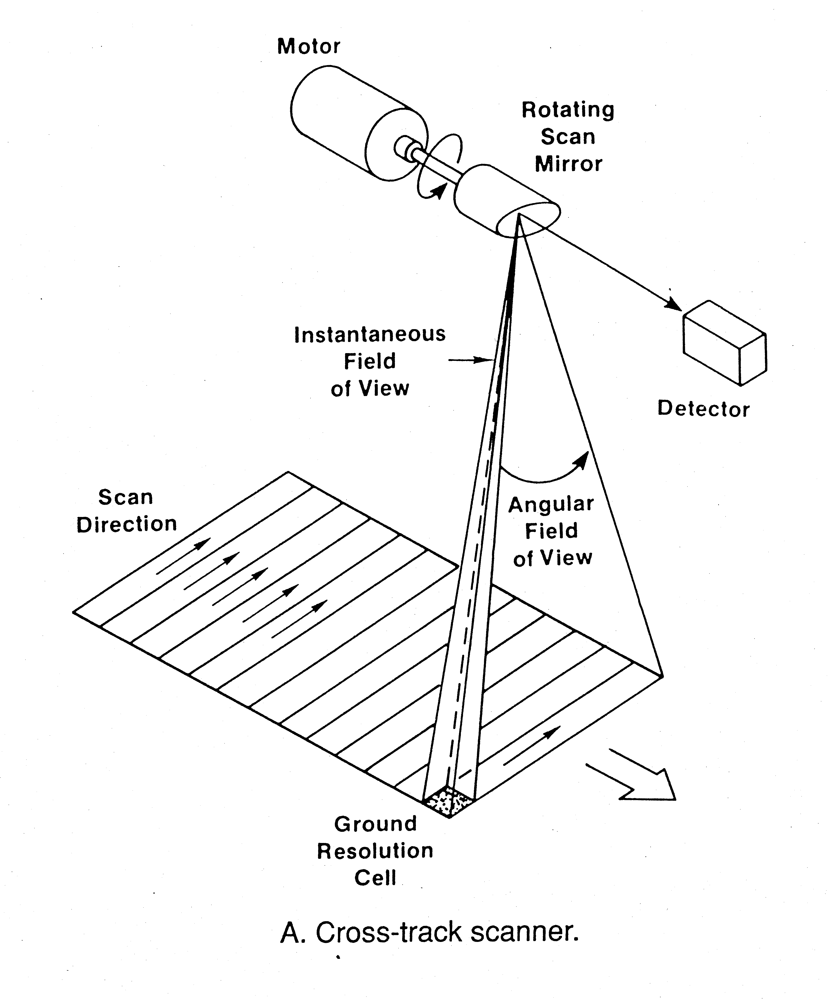 Motor
Rotating
Scan
Mirror
Instantaneous
Field
of View
Detector
Scan
Direction
Angular
Field
of View
Ground
Resolution
Cell
A. Cross-track scanner.